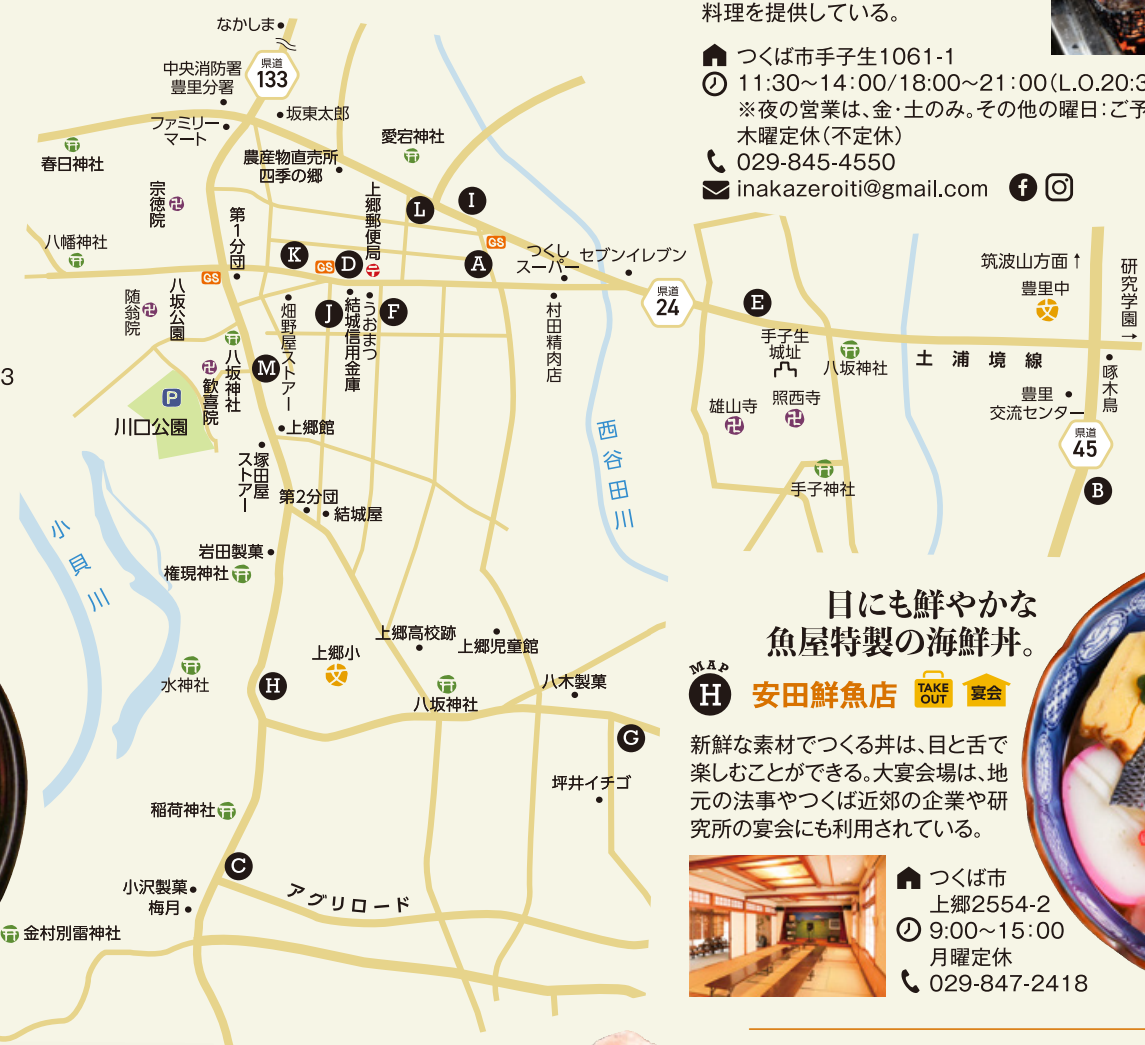 料理を提供している。
つくば市手子生1061-1
11:30~14:00/18:00~21:00(L.O.20:3
※夜の営業は、金・土のみ。その他の曜日:ご予
木曜定休(不定休)
029-845-4550
inakazeroiti@gmail.com
なかしま
県道
133
中央消防署
豊里分署
坂東太郎
ファミリー
マート
愛宕神社
春日神社
農産物直売所
四季の郷
宗徳院
第1分団
上郷郵便局
L
I
八幡神社
K
GS
D
GS
A
つくし
スーパー
セブンイレブン
GS
県道
24
E
筑波山方面↑
豊里中
文
研究学園→
随翁院
八坂公園
畑野屋ストアー
J
結城信用金庫
うおまつ
F
村田精肉店
手子生
城址
八坂神社
土浦境線
啄木鳥
3
八坂神社
歓喜院
M
P
川口公園
上郷館
雄山寺
照西寺
豊里
交流センター
県道
45
西谷田川
塚田屋
ストアー
手子神社
B
第2分団
結城屋
小貝川
岩田製菓
権現神社
上郷小
文
上郷高校跡
上郷児童館
水神社
H
八坂神社
八木製菓
G
坪井イチゴ
稲荷神社
C
小沢製菓
梅月
アグリロード
金村別雷神社
目にも鮮やかな
魚屋特製の海鮮丼。
MAP
H
安田鮮魚店
TAKE
OUT
宴会
新鮮な素材でつくる丼は、目と舌で
楽しむことができる。大宴会場は、地
元の法事やつくば近郊の企業や研
究所の宴会にも利用されている。
つくば市
上郷2554-2
9:00~15:00
月曜定休
029-847-2418